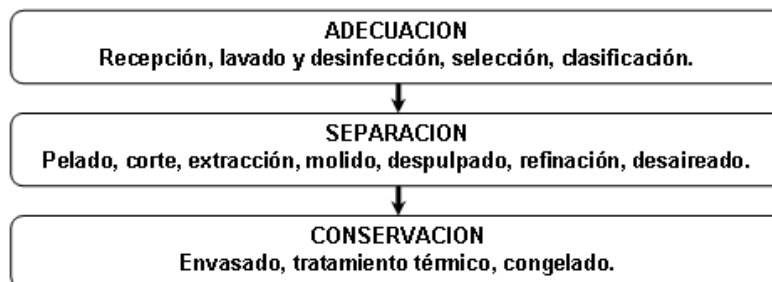 ADECUACION
Recepción, lavado y desinfección, selección, clasificación.
SEPARACION
Pelado, corte, extracción, molido, despulpado, refinación, desaireado.
CONSERVACION
Envasado, tratamiento térmico, congelado.